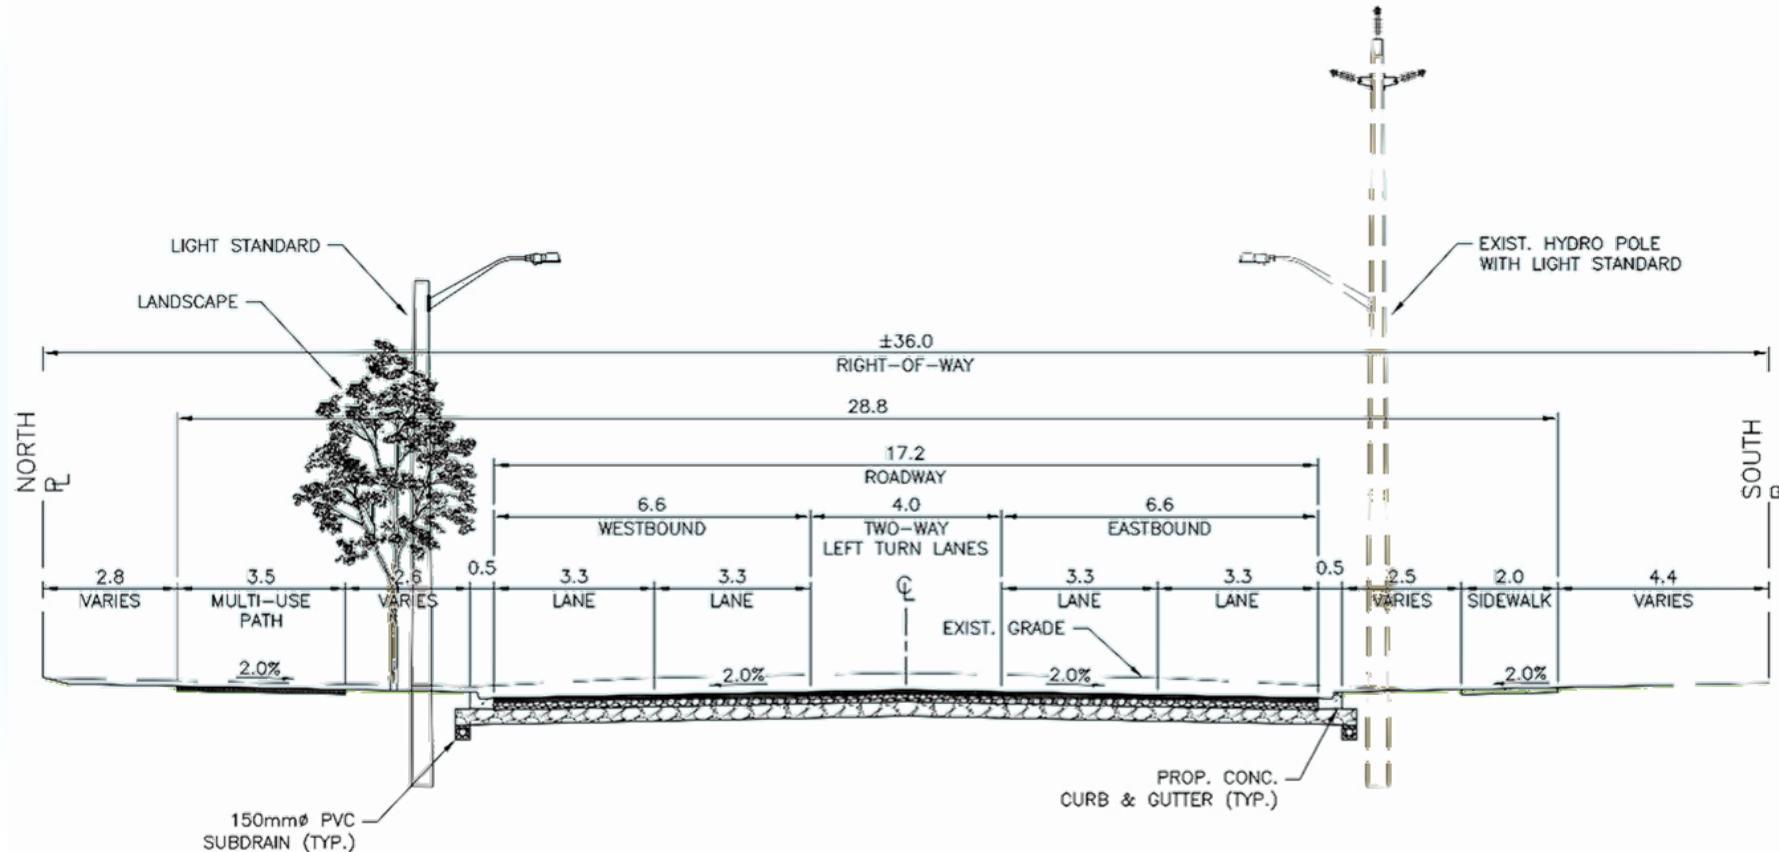 LIGHT STANDARD
LANDSCAPE
EXIST. HYDRO POLE
WITH LIGHT STANDARD
±36.0
RIGHT-OF-WAY
28.8
17.2
ROADWAY
NORTH
PL
SOUTH
6.6
WESTBOUND
4.0
TWO-WAY
LEFT TURN LANES
6.6
EASTBOUND
2.8
VARIES
3.5
MULTI-USE
PATH
2.6
VARIES
0.5
3.3
LANE
3.3
LANE
CL
3.3
LANE
3.3
LANE
0.5
2.5
VARIES
2.0
SIDEWALK
4.4
VARIES
EXIST. GRADE
2.0%
2.0%
2.0%
2.0%
PROP. CONC.
CURB & GUTTER (TYP.)
150mmø PVC
SUBDRAIN (TYP.)